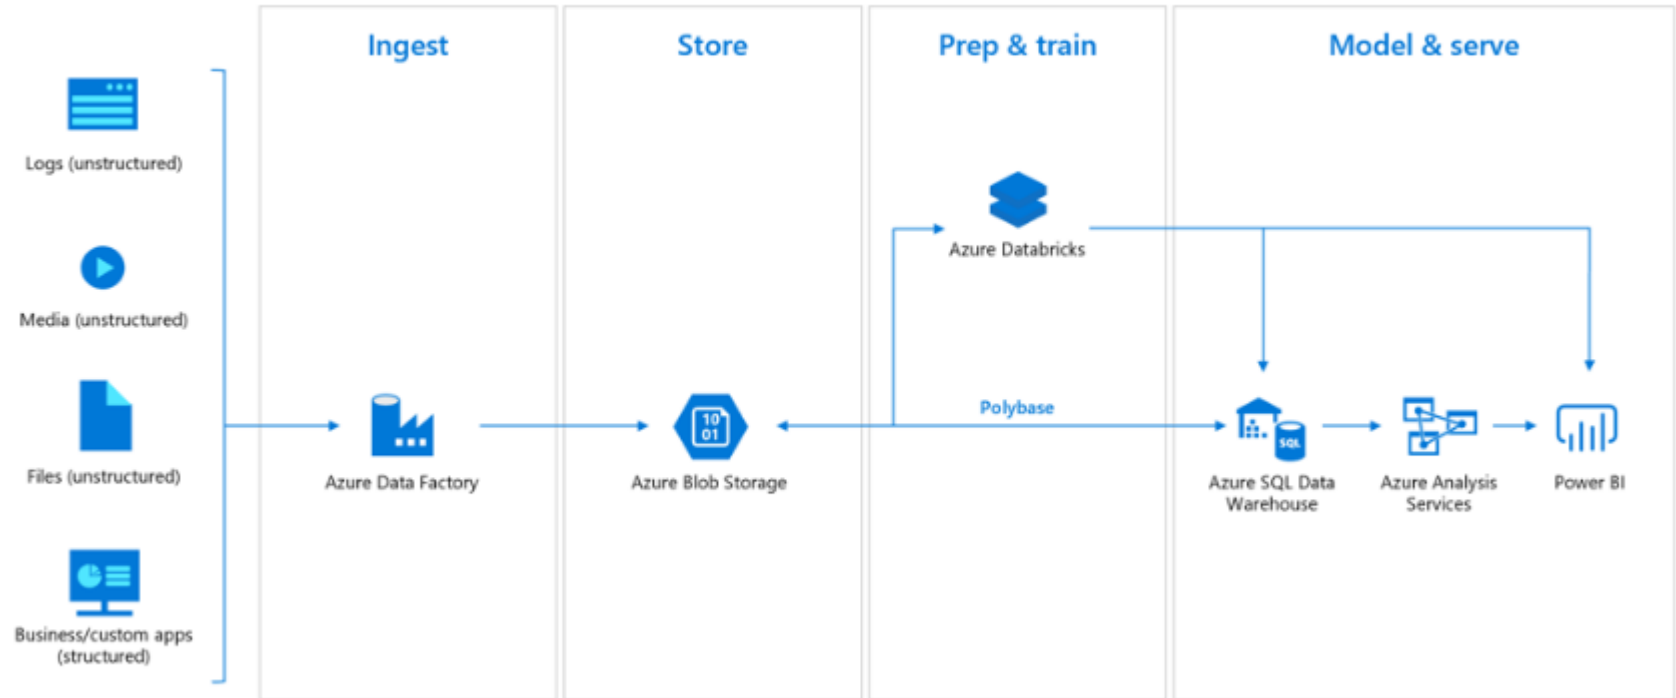 Ingest
Store
Prep & train
Model & serve
Logs (unstructured)
Media (unstructured)
Files (unstructured)
Business/custom apps
(structured)
Azure Data Factory
10
01
Azure Blob Storage
Azure Databricks
Polybase
SQL
Azure SQL Data
Warehouse
Azure Analysis
Services
Power BI